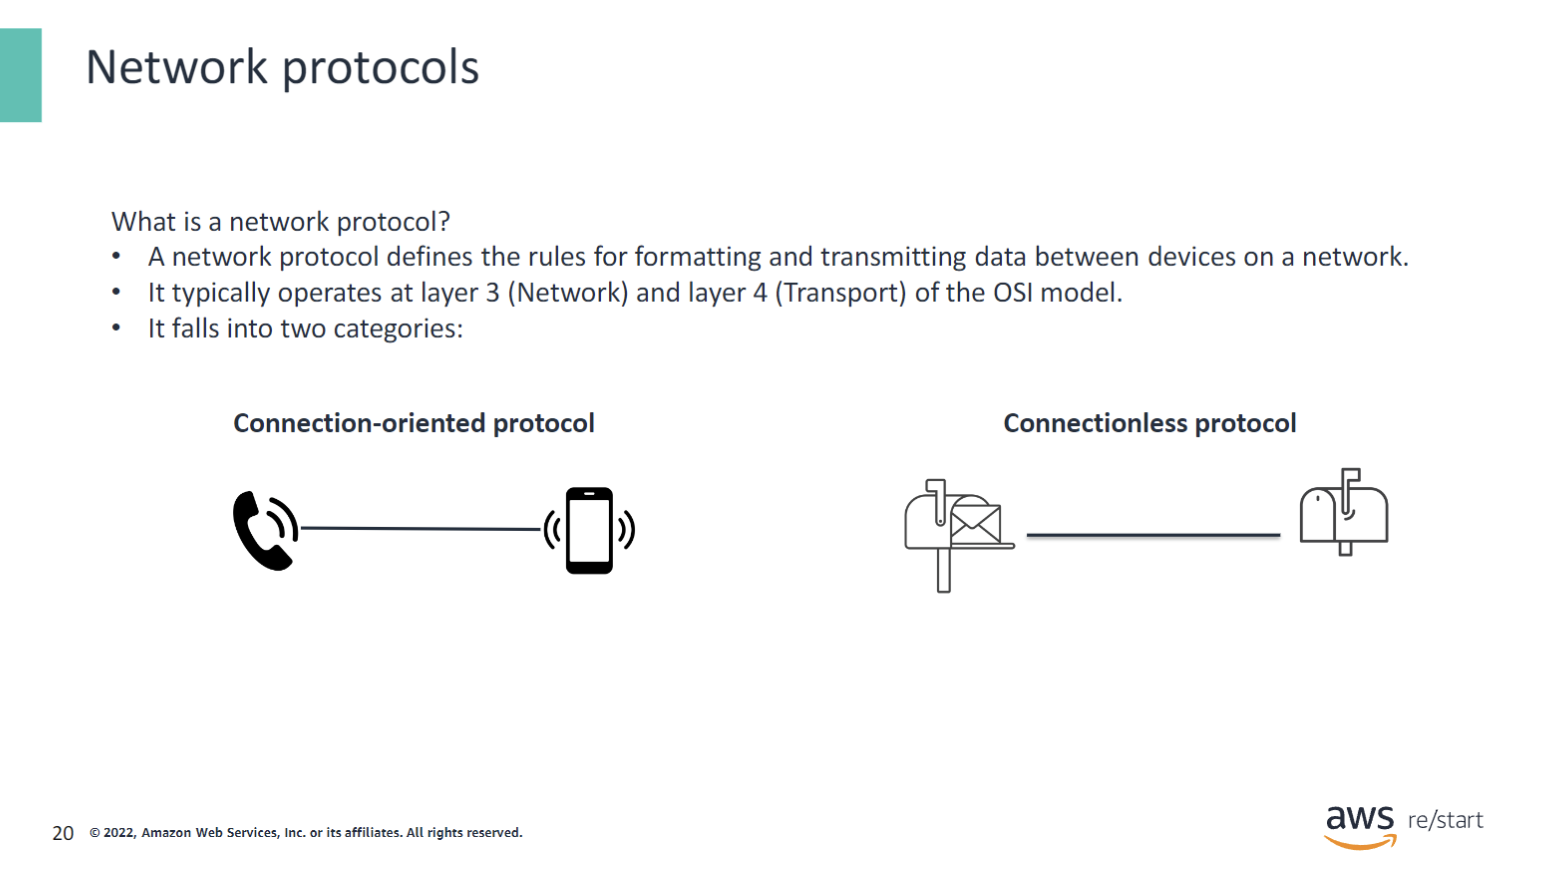 Network protocols
What is a network protocol?
• A network protocol defines the rules for formatting and transmitting data between devices on a network.
• It typically operates at layer 3 (Network) and layer 4 (Transport) of the OSI model.
• It falls into two categories:
Connection-oriented protocol
Connectionless protocol
20 © 2022, Amazon Web Services, Inc. or its affiliates. All rights reserved.
aws re/start